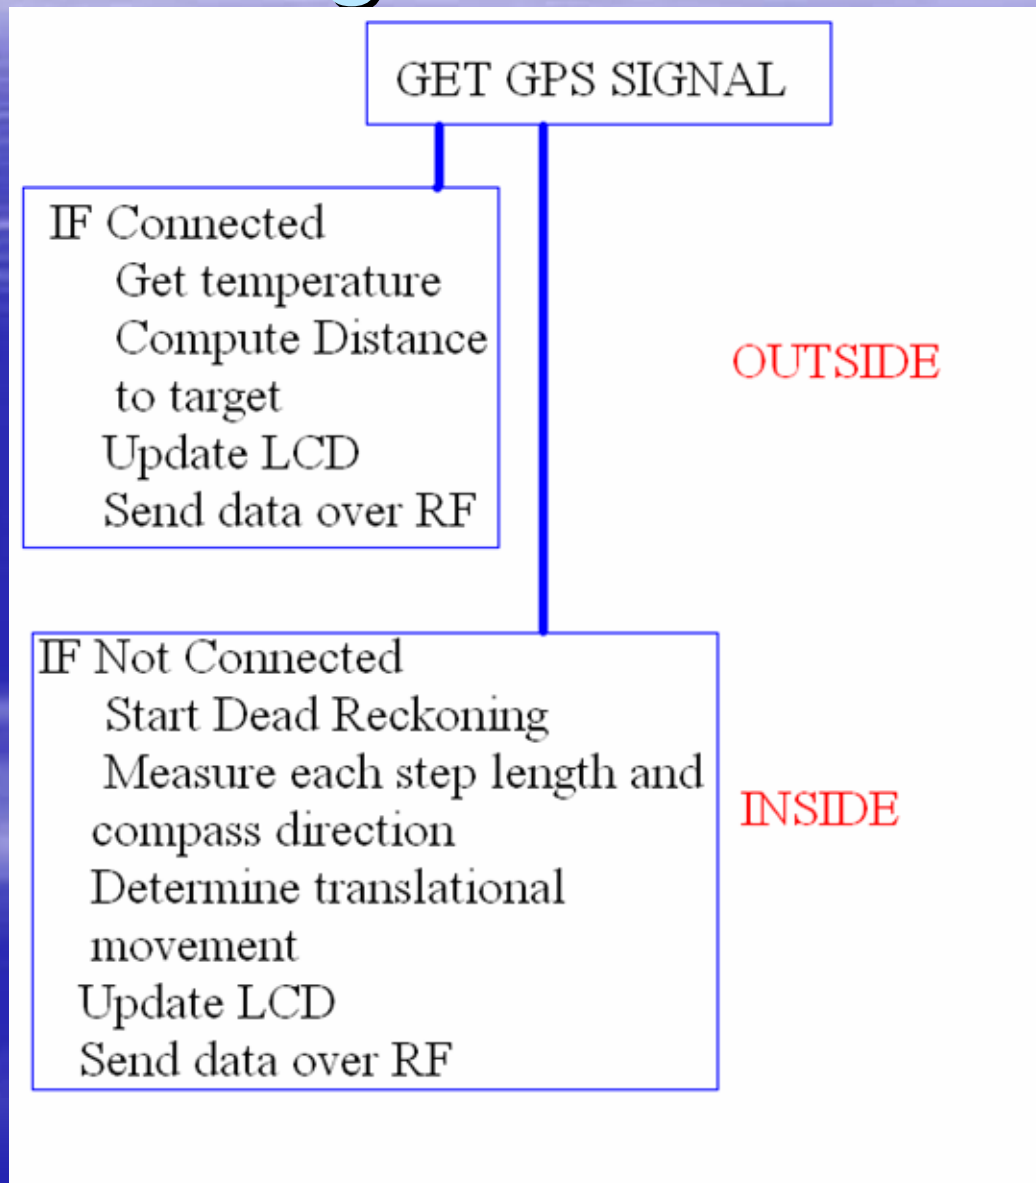 GET GPS SIGNAL
IF Connected
Get temperature
Compute Distance
to target
Update LCD
Send data over RF
OUTSIDE
IF Not Connected
Start Dead Reckoning
Measure each step length and
compass direction
Determine translational
movement
Update LCD
Send data over RF
INSIDE